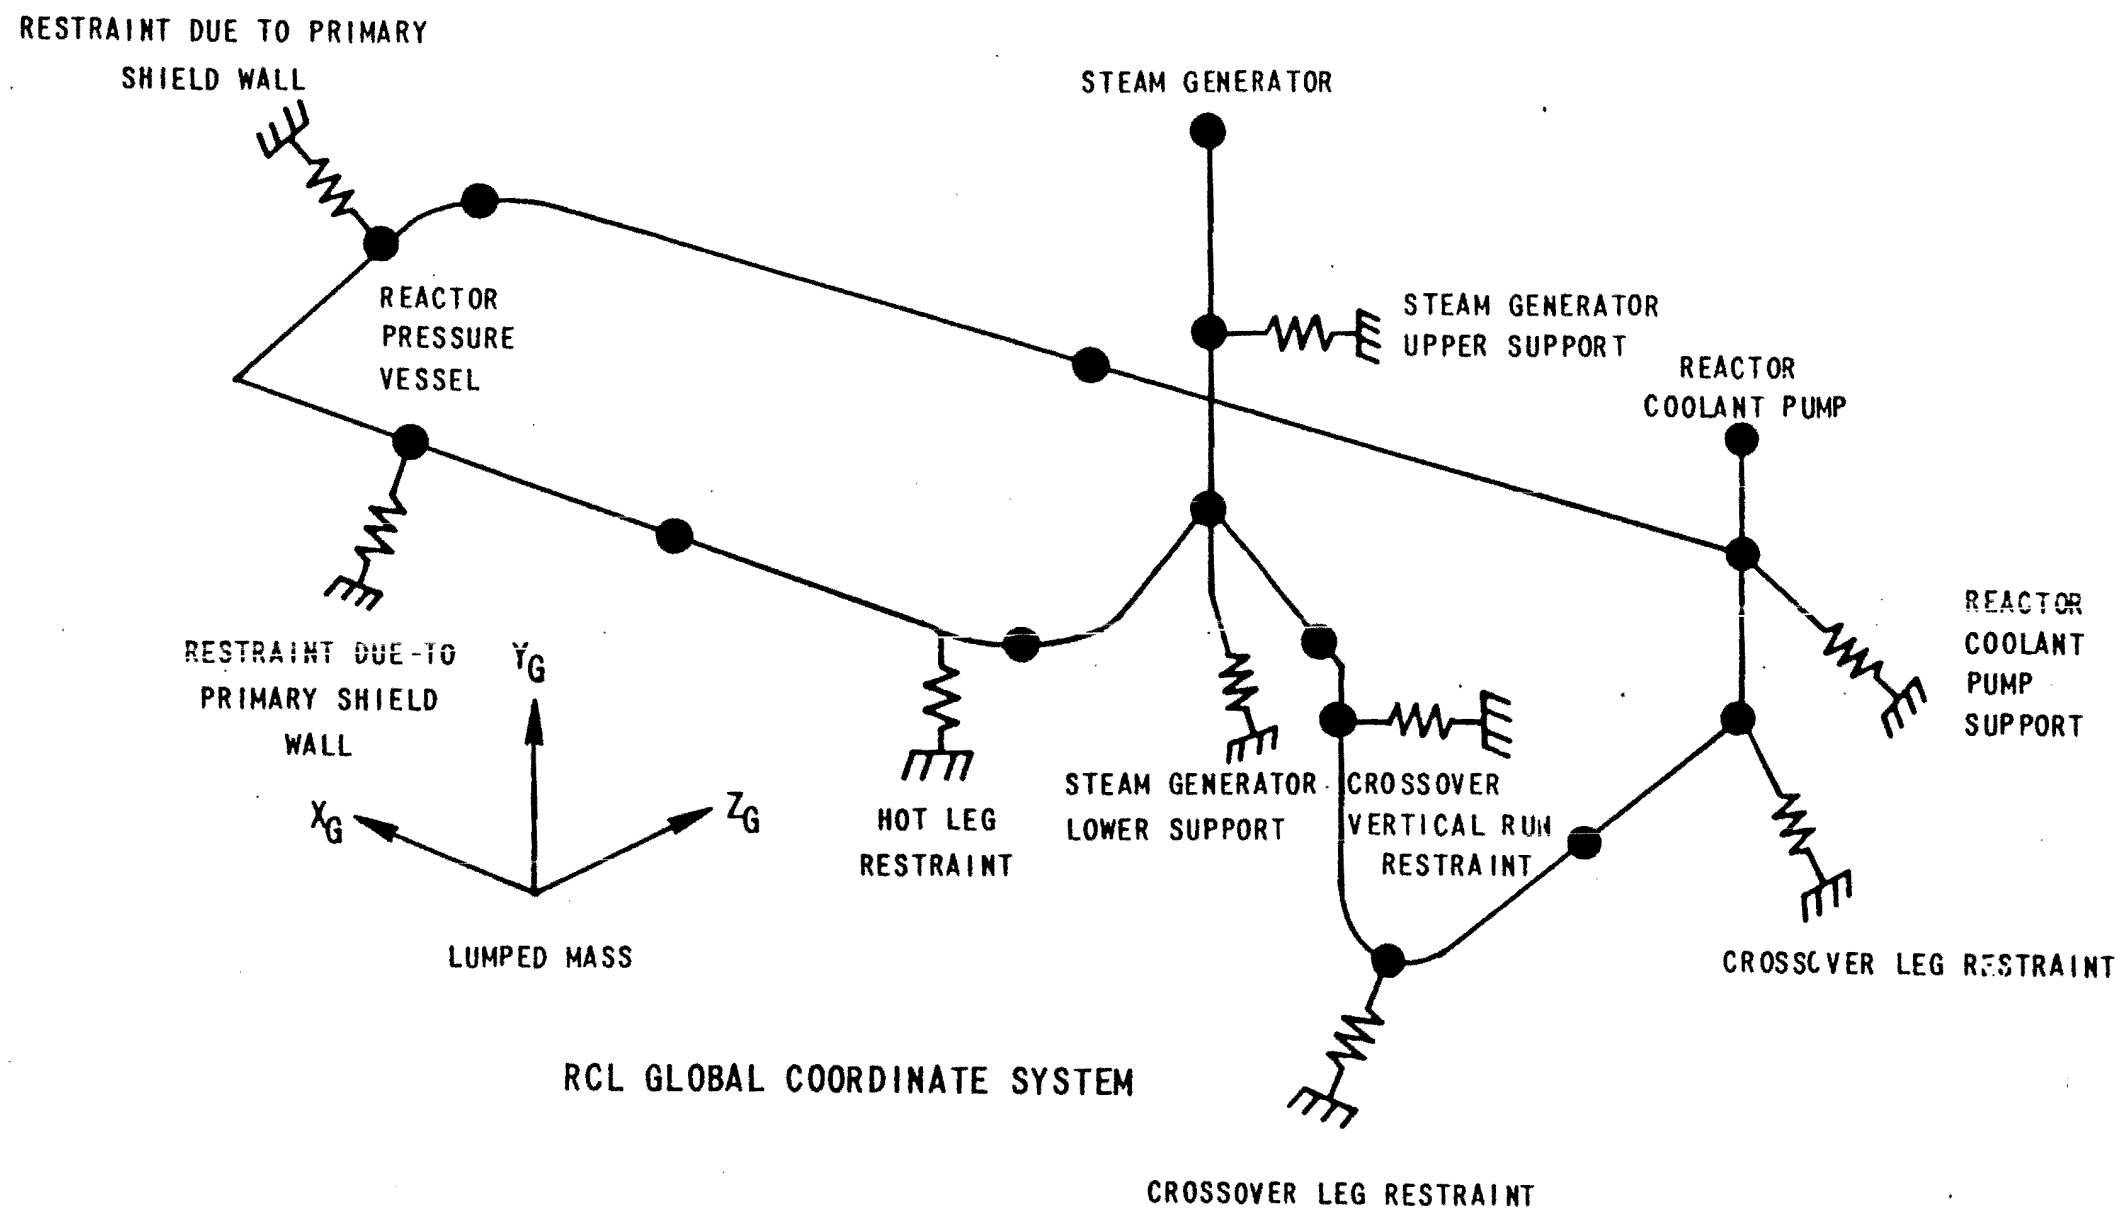 RESTRAINT DUE TO PRIMARY
SHIELD WALL
STEAM GENERATOR
REACTOR
PRESSURE
VESSEL
STEAM GENERATOR
UPPER SUPPORT
REACTOR
COOLANT PUMP
REACTOR
COOLANT
PUMP
SUPPORT
RESTRAINT DUE-TO
PRIMARY SHIELD
WALL
YG
XG
ZG
HOT LEG
RESTRAINT
STEAM GENERATOR
LOWER SUPPORT
CROSSOVER
VERTICAL RUN
RESTRAINT
LUMPED MASS
CROSSOVER LEG RESTRAINT
RCL GLOBAL COORDINATE SYSTEM
CROSSOVER LEG RESTRAINT